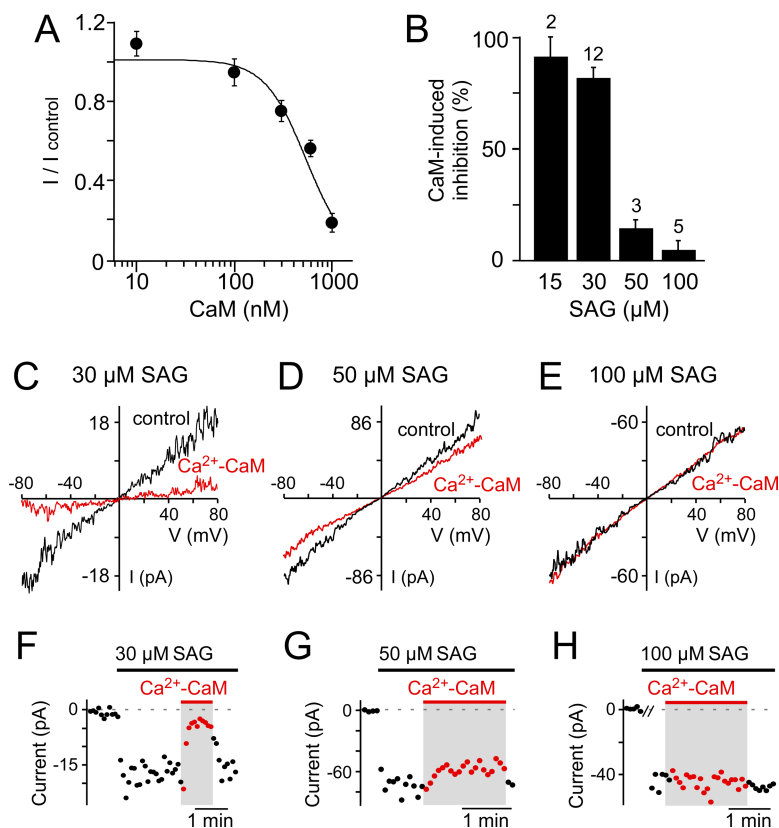 A
1.2
0.8
0.4
0
I / I control
10
100
1000
CaM (nM)
B
100
50
0
CaM-induced
inhibition (%)
2
12
3
5
15 30 50 100
SAG (µM)
C 30 µM SAG
18
control
Ca2+-CaM
-80 -40
40 80
V (mV)
-18
I (pA)
D 50 µM SAG
86
control
Ca2+-CaM
-80 -40
40 80
V (mV)
-86
I (pA)
E 100 µM SAG
-60
control
Ca2+-CaM
-80 -40
40 80
V (mV)
-60
I (pA)
F
30 µM SAG
Ca2+-CaM
0
-15
Current (pA)
1 min
G
50 µM SAG
Ca2+-CaM
0
-60
Current (pA)
1 min
H
100 µM SAG
Ca2+-CaM
0
-40
Current (pA)
1 min